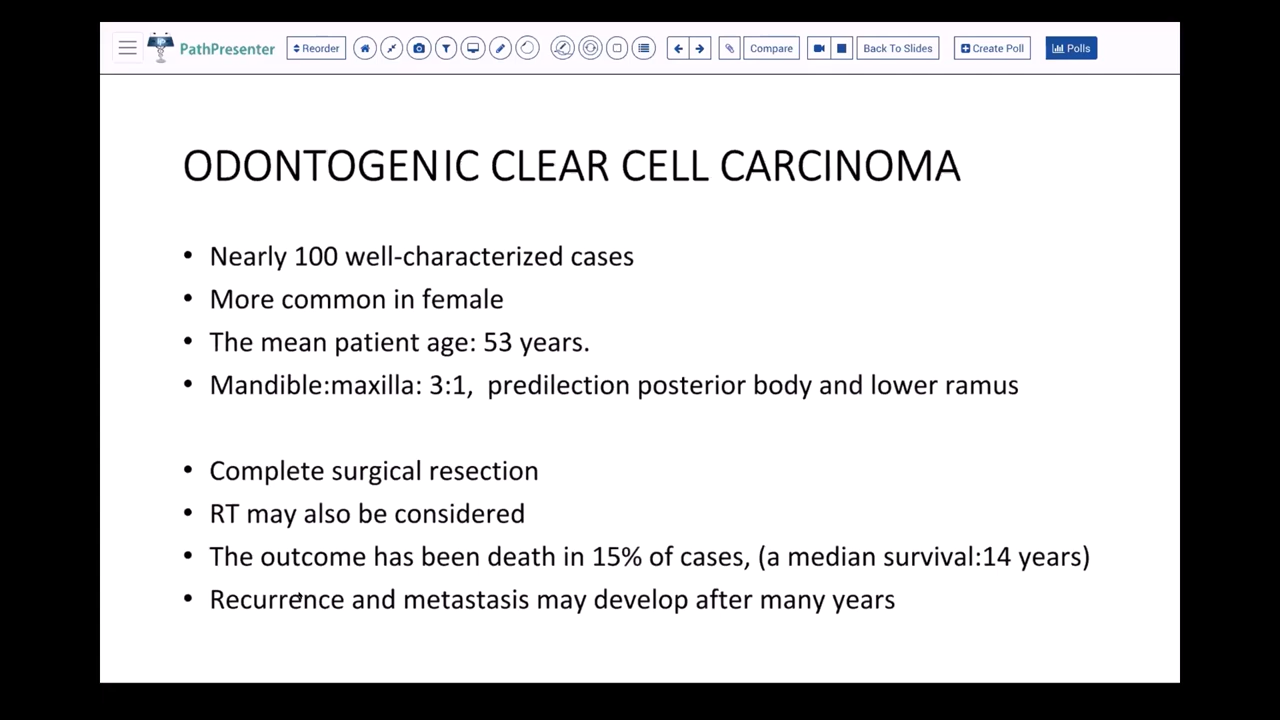 PathPresenter
Reorder
Compare
Back To Slides
Create Poll
Polls
ODONTOGENIC CLEAR CELL CARCINOMA
• Nearly 100 well-characterized cases
• More common in female
• The mean patient age: 53 years.
• Mandible:maxilla: 3:1, predilection posterior body and lower ramus
• Complete surgical resection
• RT may also be considered
• The outcome has been death in 15% of cases, (a median survival:14 years)
• Recurrence and metastasis may develop after many years